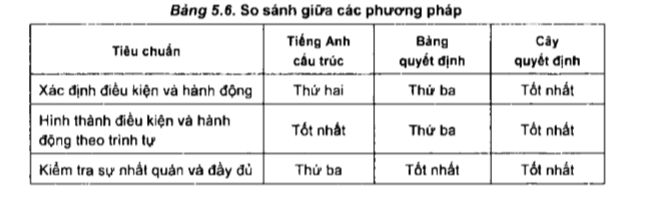 Bảng 5.6. So sánh giữa các phương pháp
Tiêu chuẩn
Tiếng Anh
cấu trúc
Bảng
quyết định
Cây
quyết định
Xác định điều kiện và hành động
Thứ hai
Thứ ba
Tốt nhất
Hình thành điều kiện và hành
động theo trình tự
Tốt nhất
Thứ ba
Tốt nhất
Kiểm tra sự nhất quán và đầy đủ
Thứ ba
Tốt nhất
Tốt nhất